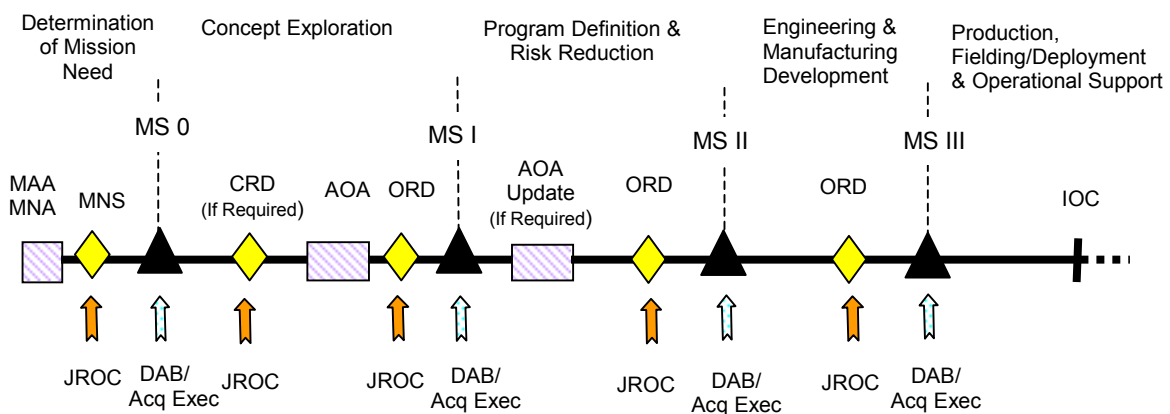 Determination
of Mission
Need
Concept Exploration
Program Definition &
Risk Reduction
Engineering &
Manufacturing
Development
Production,
Fielding/Deployment
& Operational Support
MS 0
MS I
MS II
MS III
MAA
MNA
MNS
CRD
(If Required)
AOA
ORD
AOA
Update
(If Required)
ORD
ORD
IOC
JROC
DAB/
Acq Exec
JROC
JROC
DAB/
Acq Exec
JROC
DAB/
Acq Exec
JROC
DAB/
Acq Exec